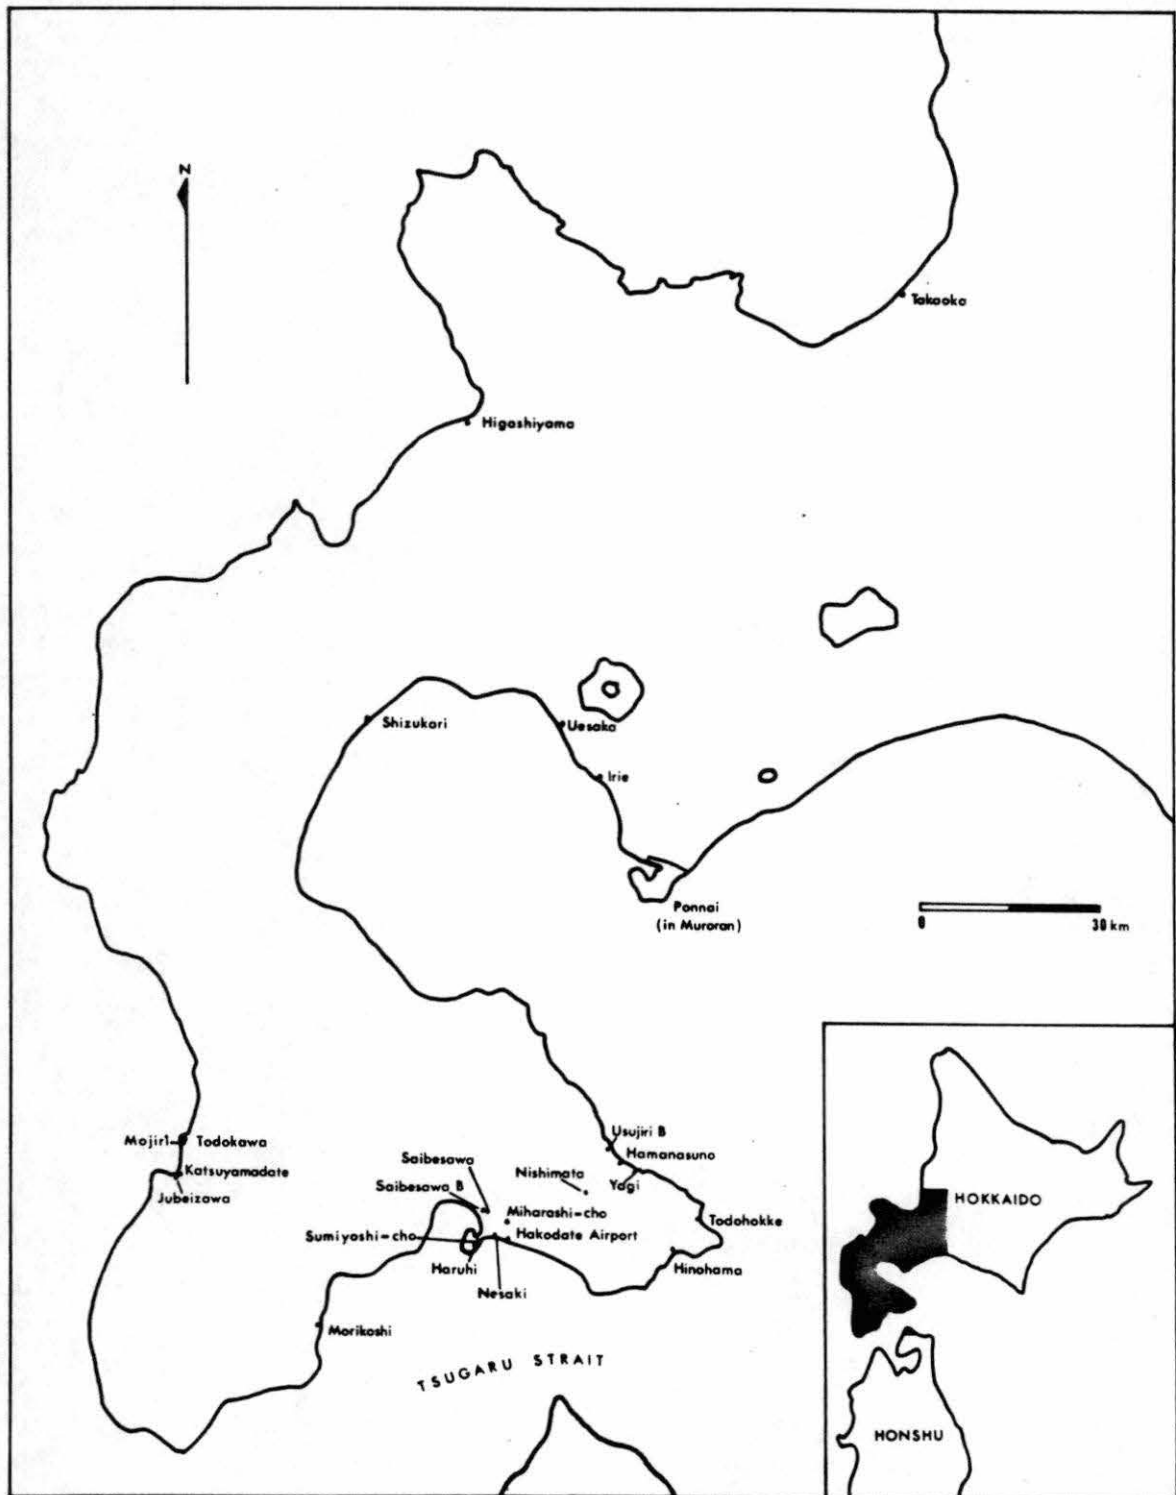 N
Takaoka
Higashiyama
Shizukari
Uesaka
Irie
Ponnai
(in Muroran)
0 30 km
Usujiri B
Mojiri
Todokawa
Hamanasuno
Saibesawa
Katsuyamadate
Nishimata
Yagi
Saibesawa B
Jubeizawa
Miharashi-cho
Todohokke
Sumiyoshi-cho
Hakodate Airport
Haruhi
Hinohama
Nesaki
Morikoshi
TSUGARU STRAIT
HOKKAIDO
HONSHU